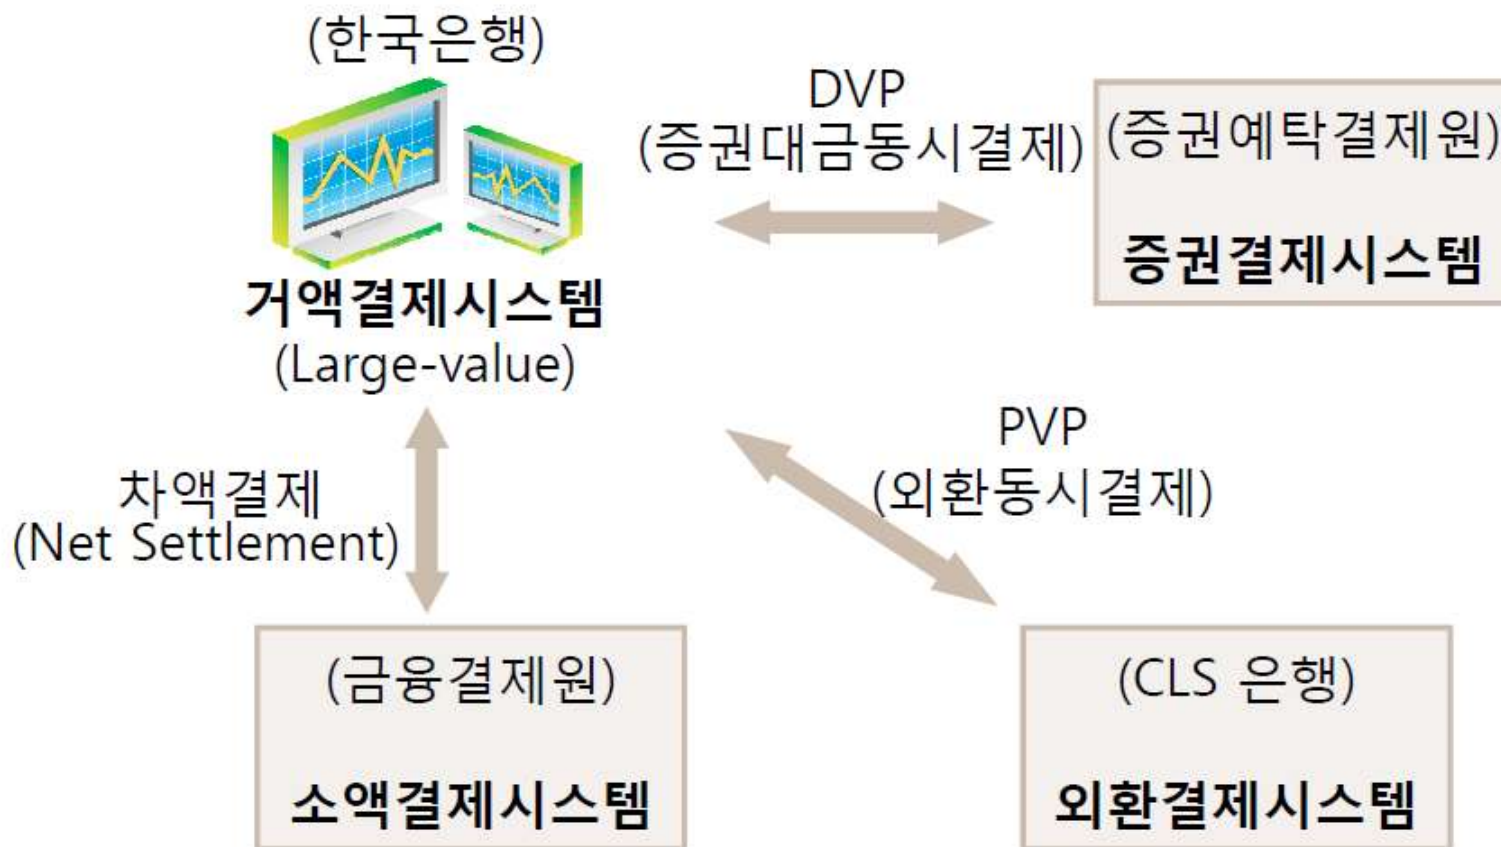 (한국은행)
거액결제시스템
(Large-value)
DVP
(증권대금동시결제)
(증권예탁결제원)
증권결제시스템
차액결제
(Net Settlement)
PVP
(외환동시결제)
(금융결제원)
소액결제시스템
(CLS 은행)
외환결제시스템